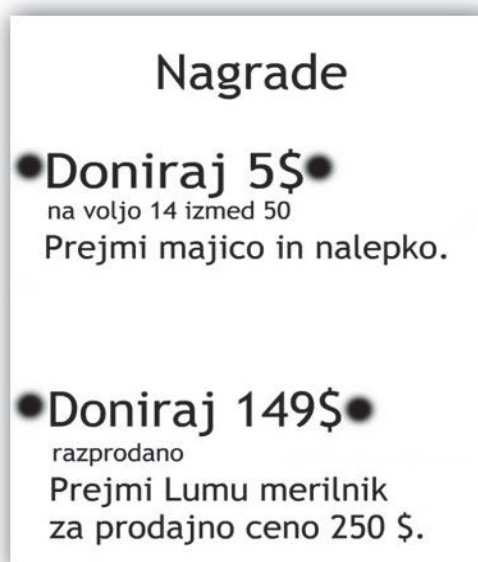 Nagrade
Doniraj 5$
na voljo 14 izmed 50
Prejmi majico in nalepko.
Doniraj 149$
razprodano
Prejmi Lumu merilnik
za prodajno ceno 250 $.